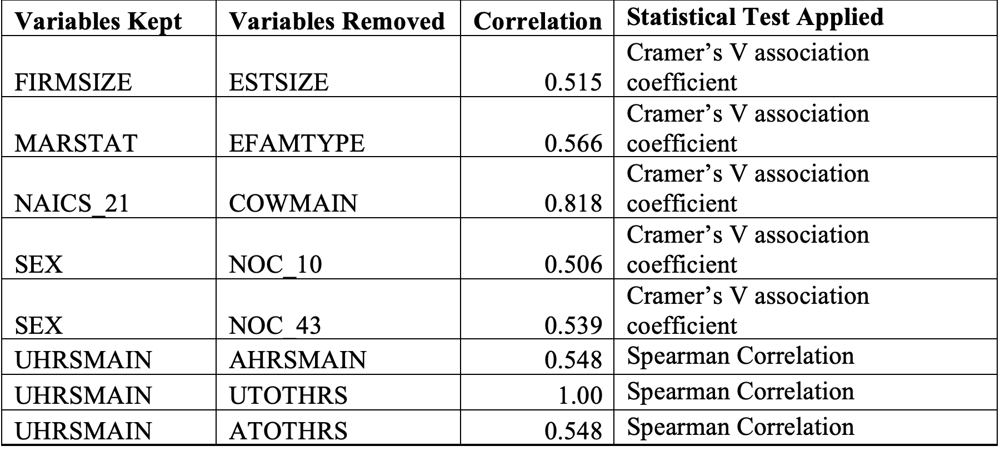 Variables Kept Variables Removed Correlation Statistical Test Applied
FIRMSIZE ESTSIZE 0.515 Cramer’s V association
coefficient
MARSTAT EFAMTYPE 0.566 Cramer’s V association
coefficient
NAICS_21 COWMAIN 0.818 Cramer’s V association
coefficient
SEX NOC_10 0.506 Cramer’s V association
coefficient
SEX NOC_43 0.539 Cramer’s V association
coefficient
UHRSMAIN AHRSMAIN 0.548 Spearman Correlation
UHRSMAIN UTOTHRS 1.00 Spearman Correlation
UHRSMAIN ATOTHRS 0.548 Spearman Correlation